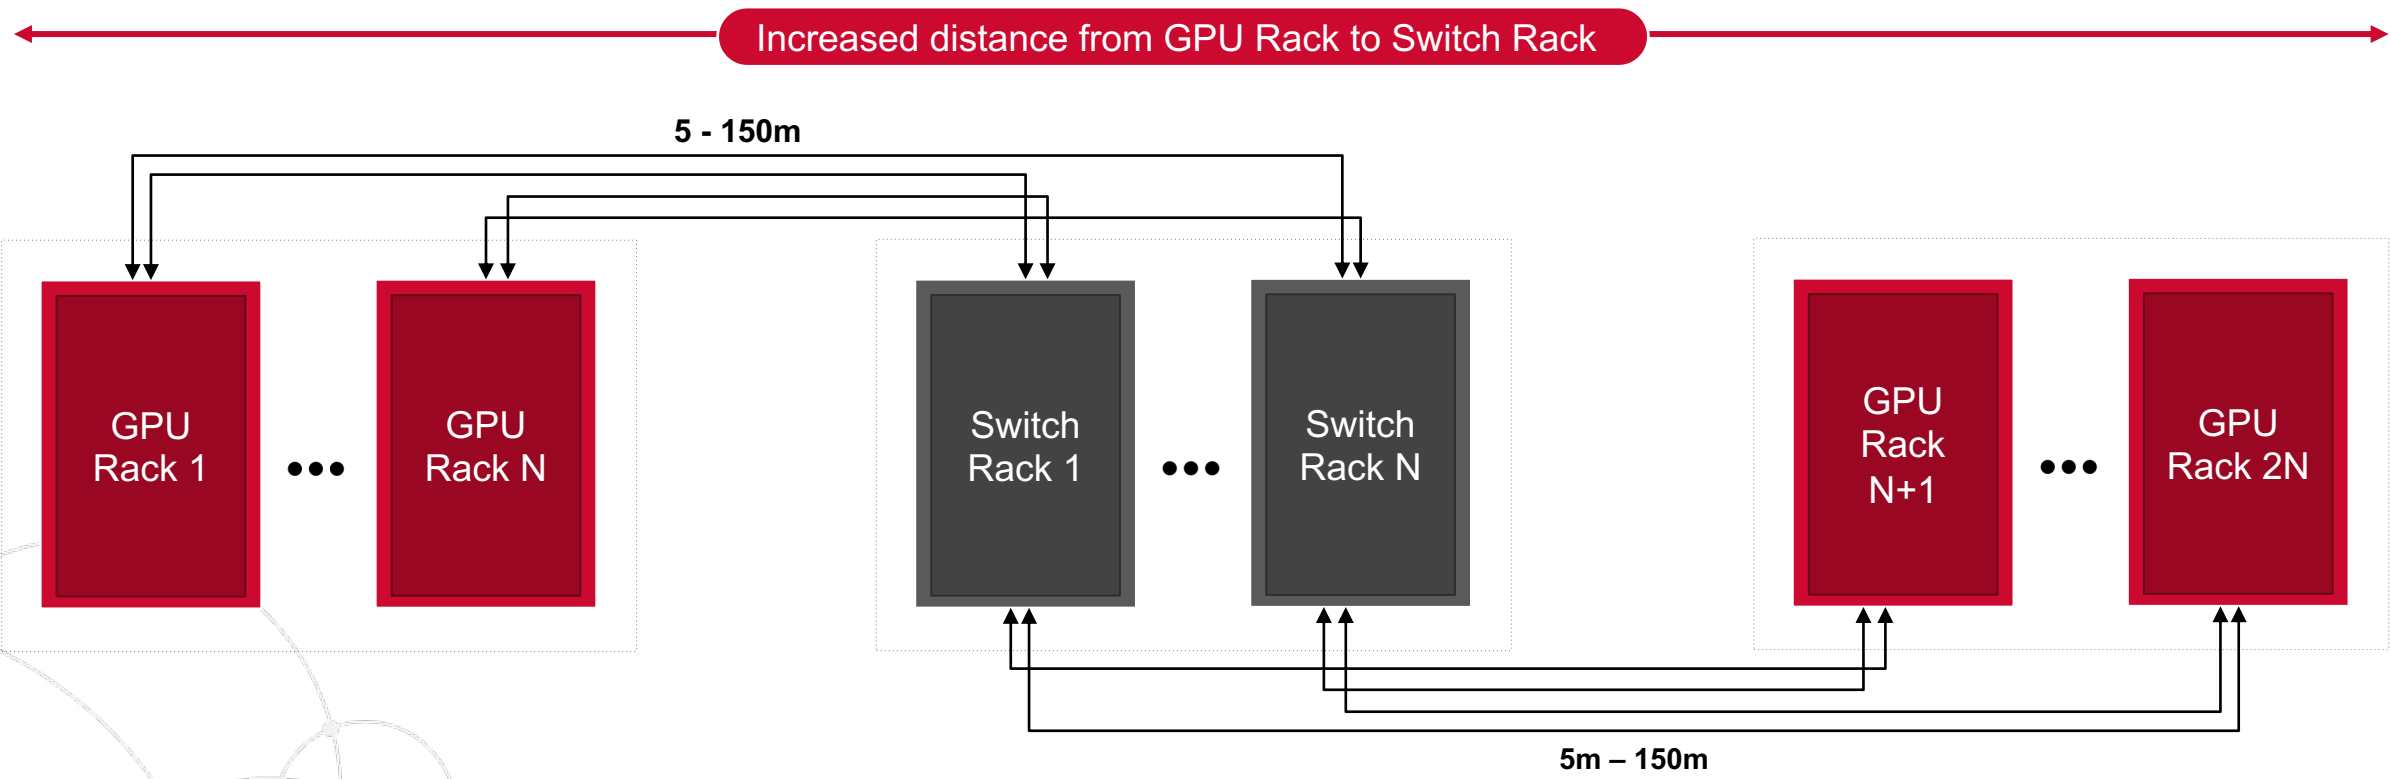 Increased distance from GPU Rack to Switch Rack
5 - 150m
GPU
Rack 1
GPU
Rack N
Switch
Rack 1
Switch
Rack N
GPU
Rack
N+1
GPU
Rack 2N
5m – 150m